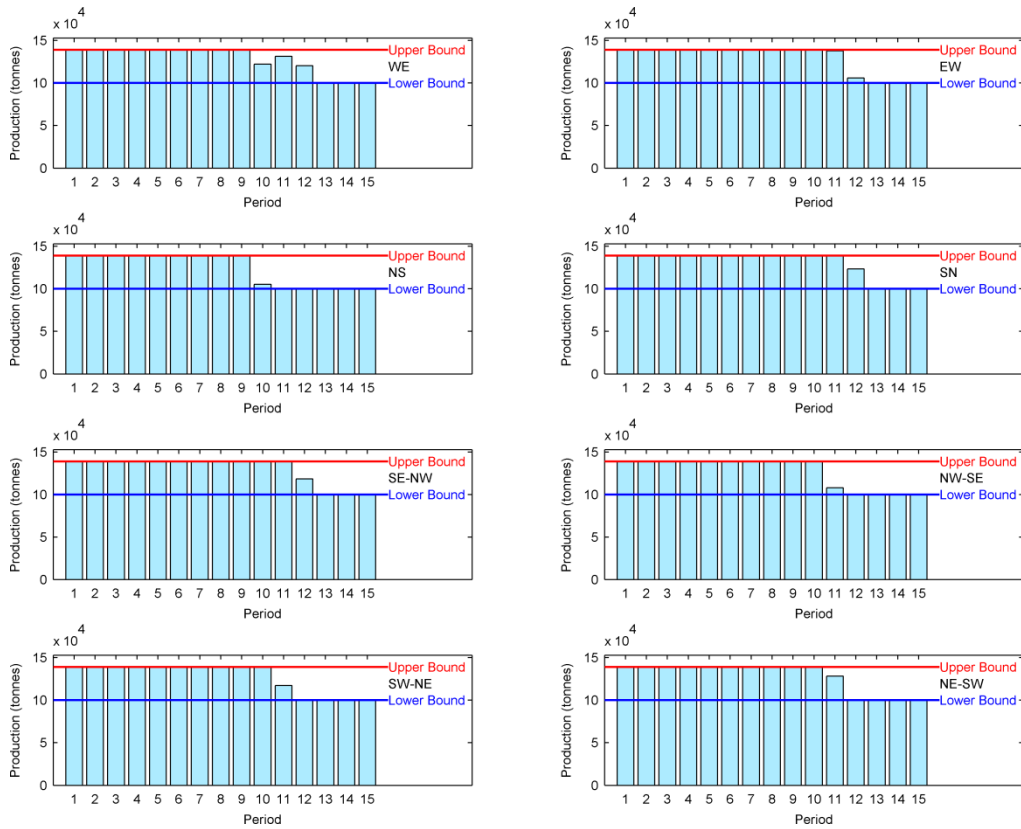 x 10 4
15
10
5
0
Production (tonnes)
Upper Bound
WE
Lower Bound
1 2 3 4 5 6 7 8 9 10 11 12 13 14 15
Period
x 10 4
15
10
5
0
Production (tonnes)
Upper Bound
EW
Lower Bound
1 2 3 4 5 6 7 8 9 10 11 12 13 14 15
Period
x 10 4
15
10
5
0
Production (tonnes)
Upper Bound
NS
Lower Bound
1 2 3 4 5 6 7 8 9 10 11 12 13 14 15
Period
x 10 4
15
10
5
0
Production (tonnes)
Upper Bound
SN
Lower Bound
1 2 3 4 5 6 7 8 9 10 11 12 13 14 15
Period
x 10 4
15
10
5
0
Production (tonnes)
Upper Bound
SE-NW
Lower Bound
1 2 3 4 5 6 7 8 9 10 11 12 13 14 15
Period
x 10 4
15
10
5
0
Production (tonnes)
Upper Bound
NW-SE
Lower Bound
1 2 3 4 5 6 7 8 9 10 11 12 13 14 15
Period
x 10 4
15
10
5
0
Production (tonnes)
Upper Bound
SW-NE
Lower Bound
1 2 3 4 5 6 7 8 9 10 11 12 13 14 15
Period
x 10 4
15
10
5
0
Production (tonnes)
Upper Bound
NE-SW
Lower Bound
1 2 3 4 5 6 7 8 9 10 11 12 13 14 15
Period